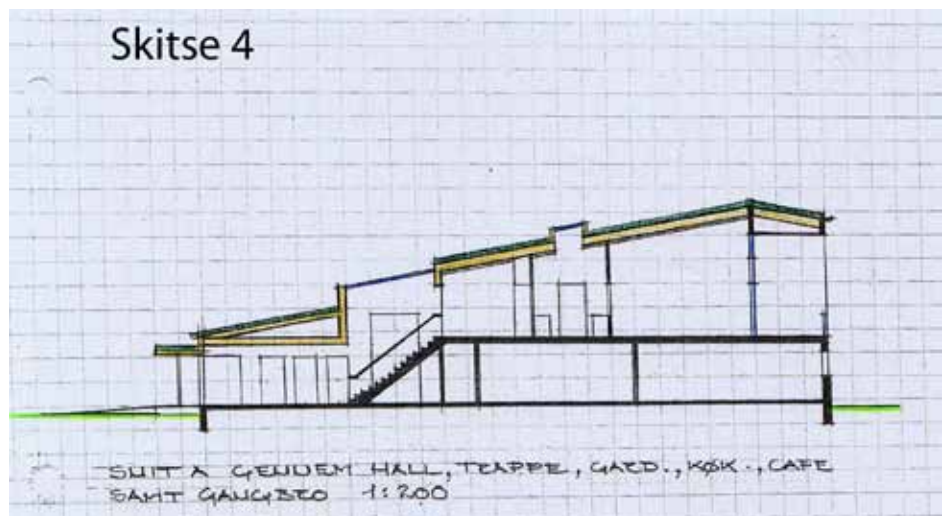 Skitse 4
SNIT A GENNEM HALL, TRAPPE, GARD., KØK., CAFE
SAMT GANGBRO 1:200